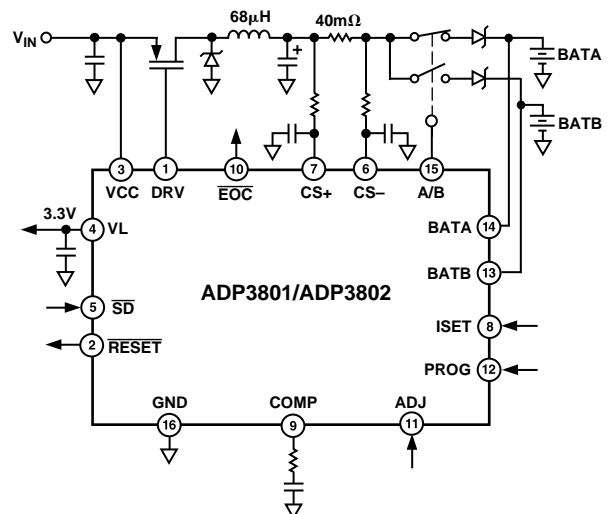 68μH
40mΩ
VIN
BATA
BATB
3
1
10
7
6
15
VCC
DRV
EOC
CS+
CS–
A/B
3.3V
4
VL
BATA
14
BATB
13
ADP3801/ADP3802
5
SD
ISET
8
2
RESET
PROG
12
GND
COMP
ADJ
16
9
11
+